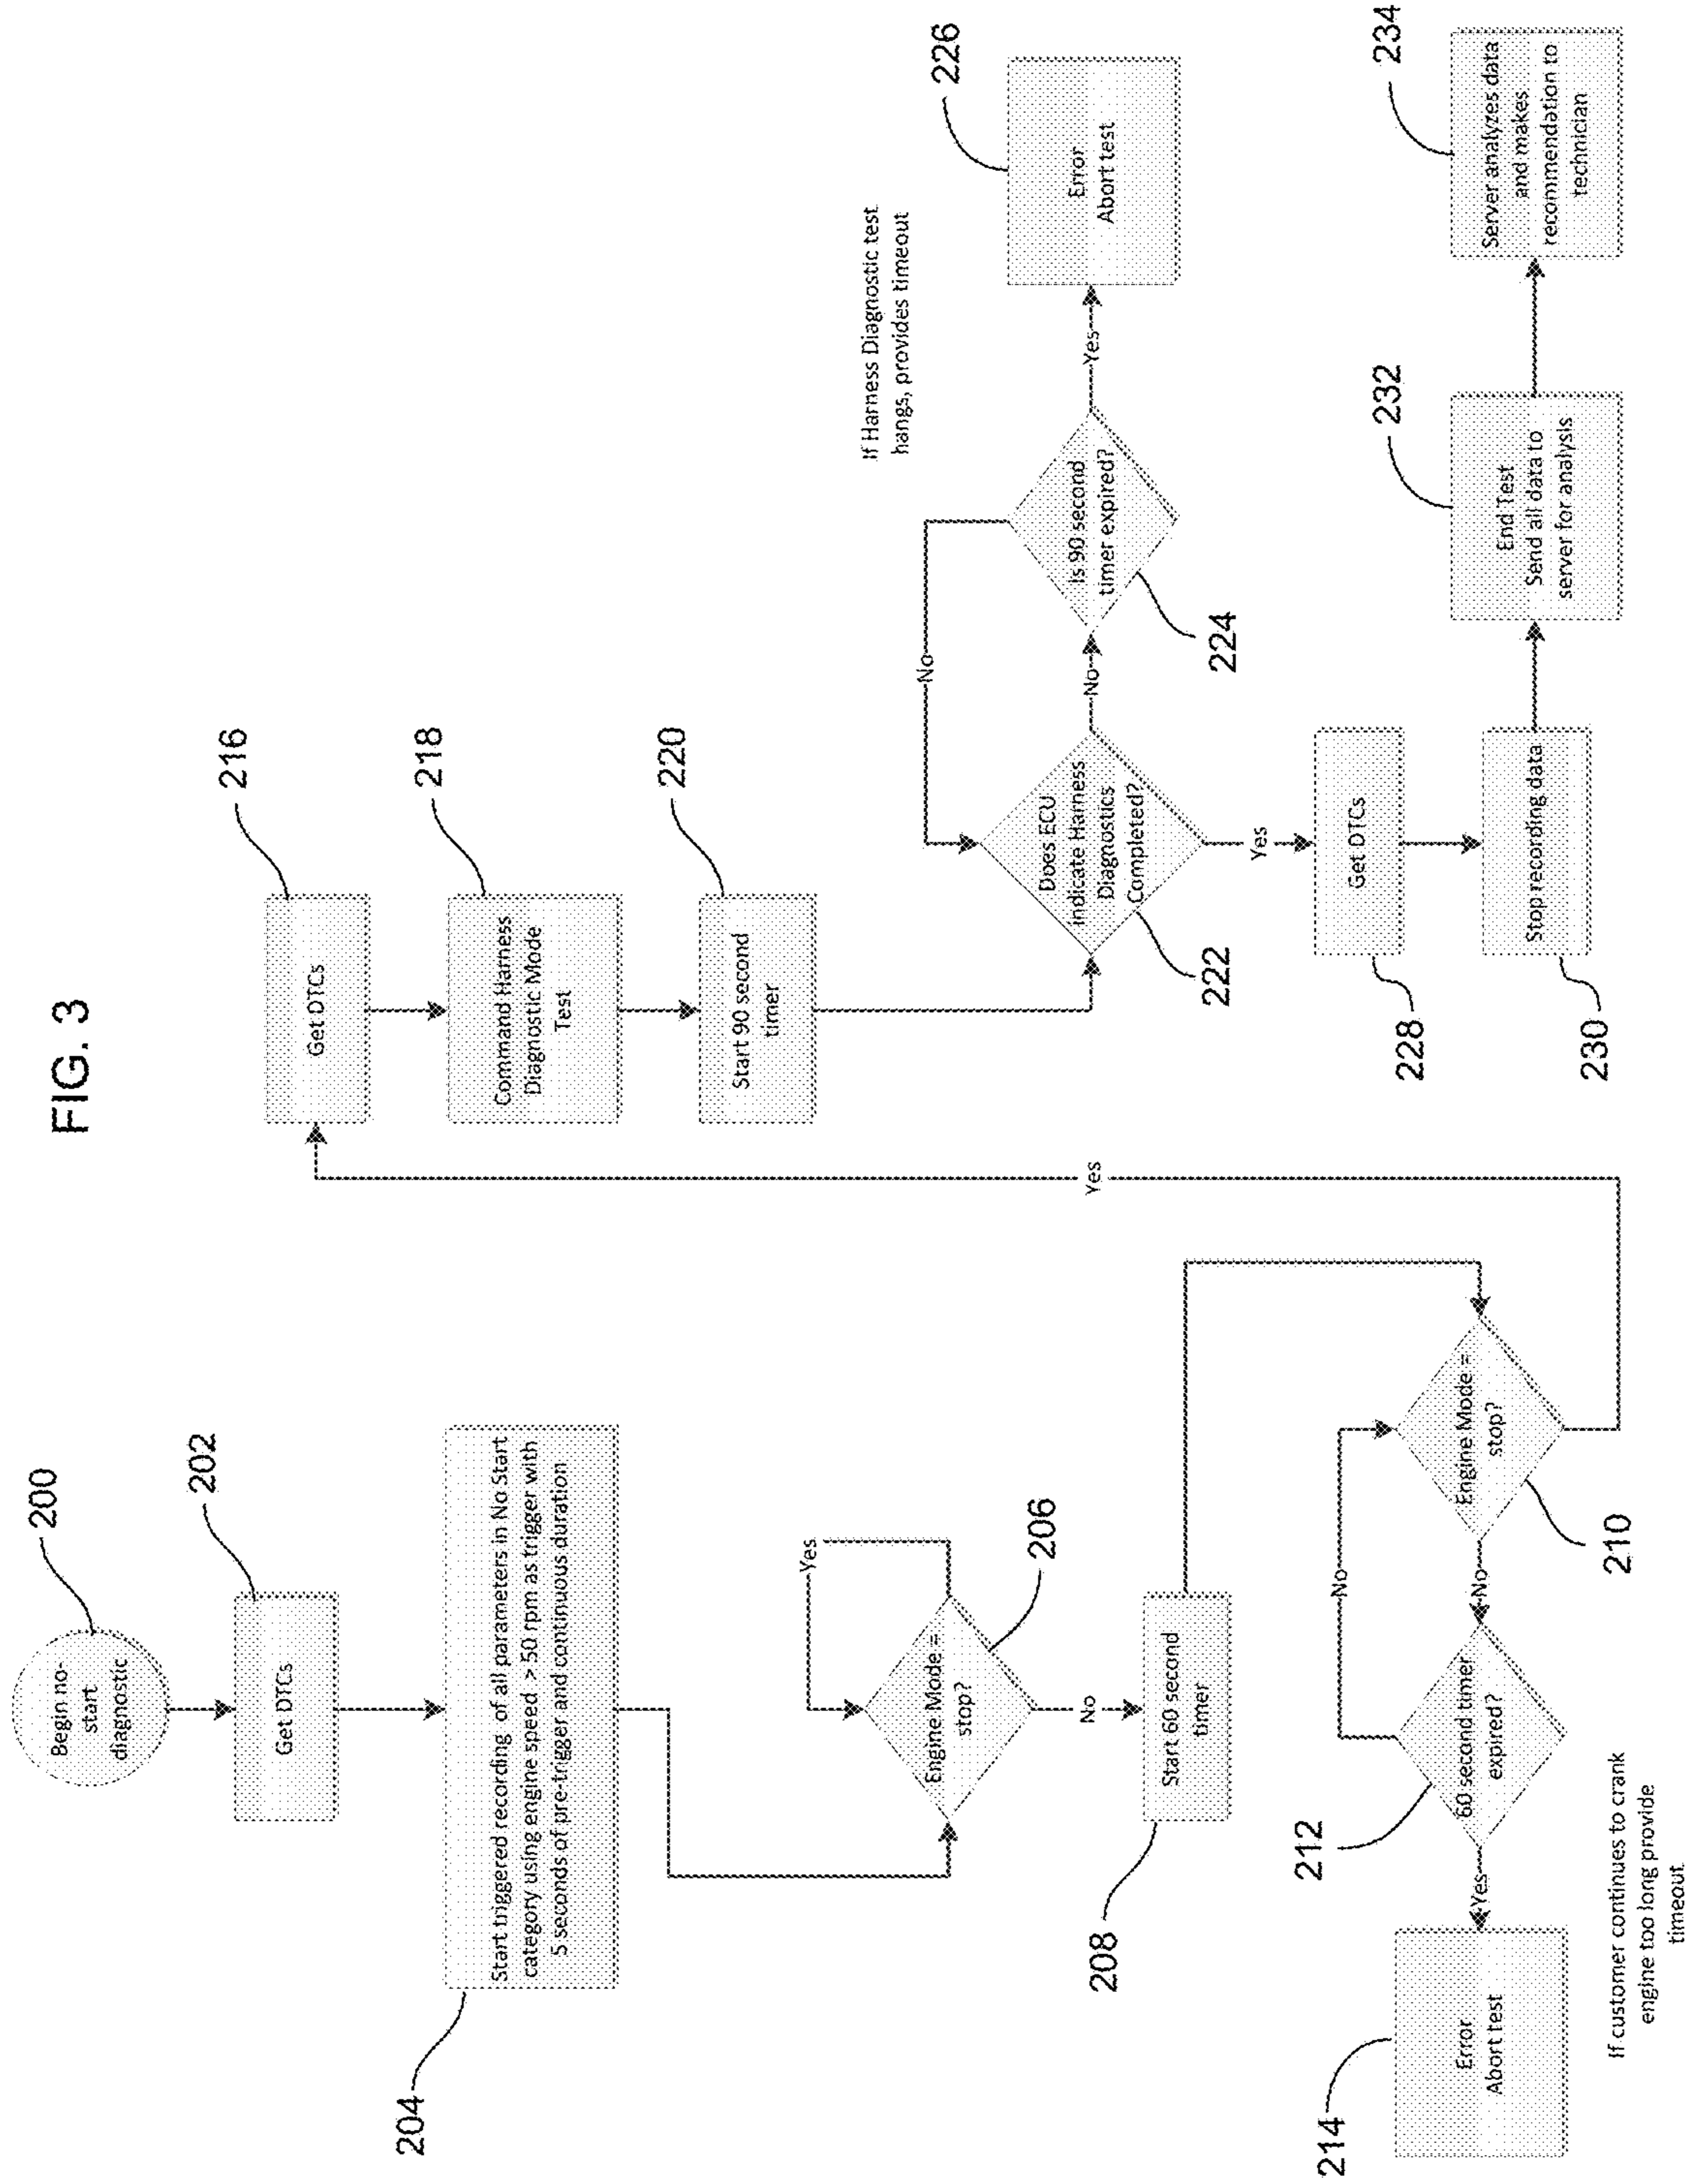 FIG. 3
200
Begin no-
start
diagnostic
202
Get DTCs
204
Start triggered recording of all parameters in No Start
category using engine speed > 50 rpm as trigger with
5 seconds of pre-trigger and continuous duration
206
Engine Mode =
stop?
Yes
No
208
Start 60 second
timer
210
Engine Mode =
stop?
No
No
Yes
212
60 second timer
expired?
Yes
214
Error
Abort test
If customer continues to crank
engine too long provide
timeout
216
Get DTCs
218
Command Harness
Diagnostic Mode
Test
220
Start 90 second
timer
222
Does ECU
indicate Harness
Diagnostics
Completed?
No
No
Yes
224
Is 90 second
timer expired?
Yes
226
Error
Abort test
If Harness Diagnostic test
hangs, provides timeout
228
Get DTCs
230
Stop recording data
232
End Test
Send all data to
server for analysis
234
Server analyzes data
and makes
recommendation to
technician